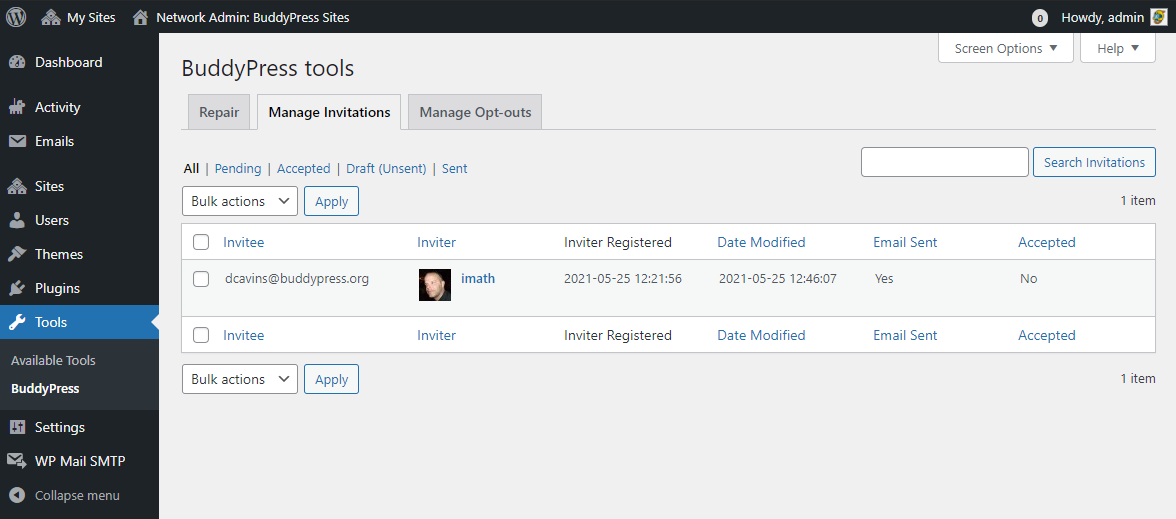 My Sites Network Admin: BuddyPress Sites 0 Howdy, admin
Dashboard
Activity
Emails
Sites
Users
Themes
Plugins
Tools
Available Tools
BuddyPress
Settings
WP Mail SMTP
Collapse menu
Screen Options Help
BuddyPress tools
Repair Manage Invitations Manage Opt-outs
All | Pending | Accepted | Draft (Unsent) | Sent Search Invitations
Bulk actions Apply 1 item
Invitee Inviter Inviter Registered Date Modified Email Sent Accepted
dcavins@buddypress.org imath 2021-05-25 12:21:56 2021-05-25 12:46:07 Yes No
Invitee Inviter Inviter Registered Date Modified Email Sent Accepted
Bulk actions Apply 1 item